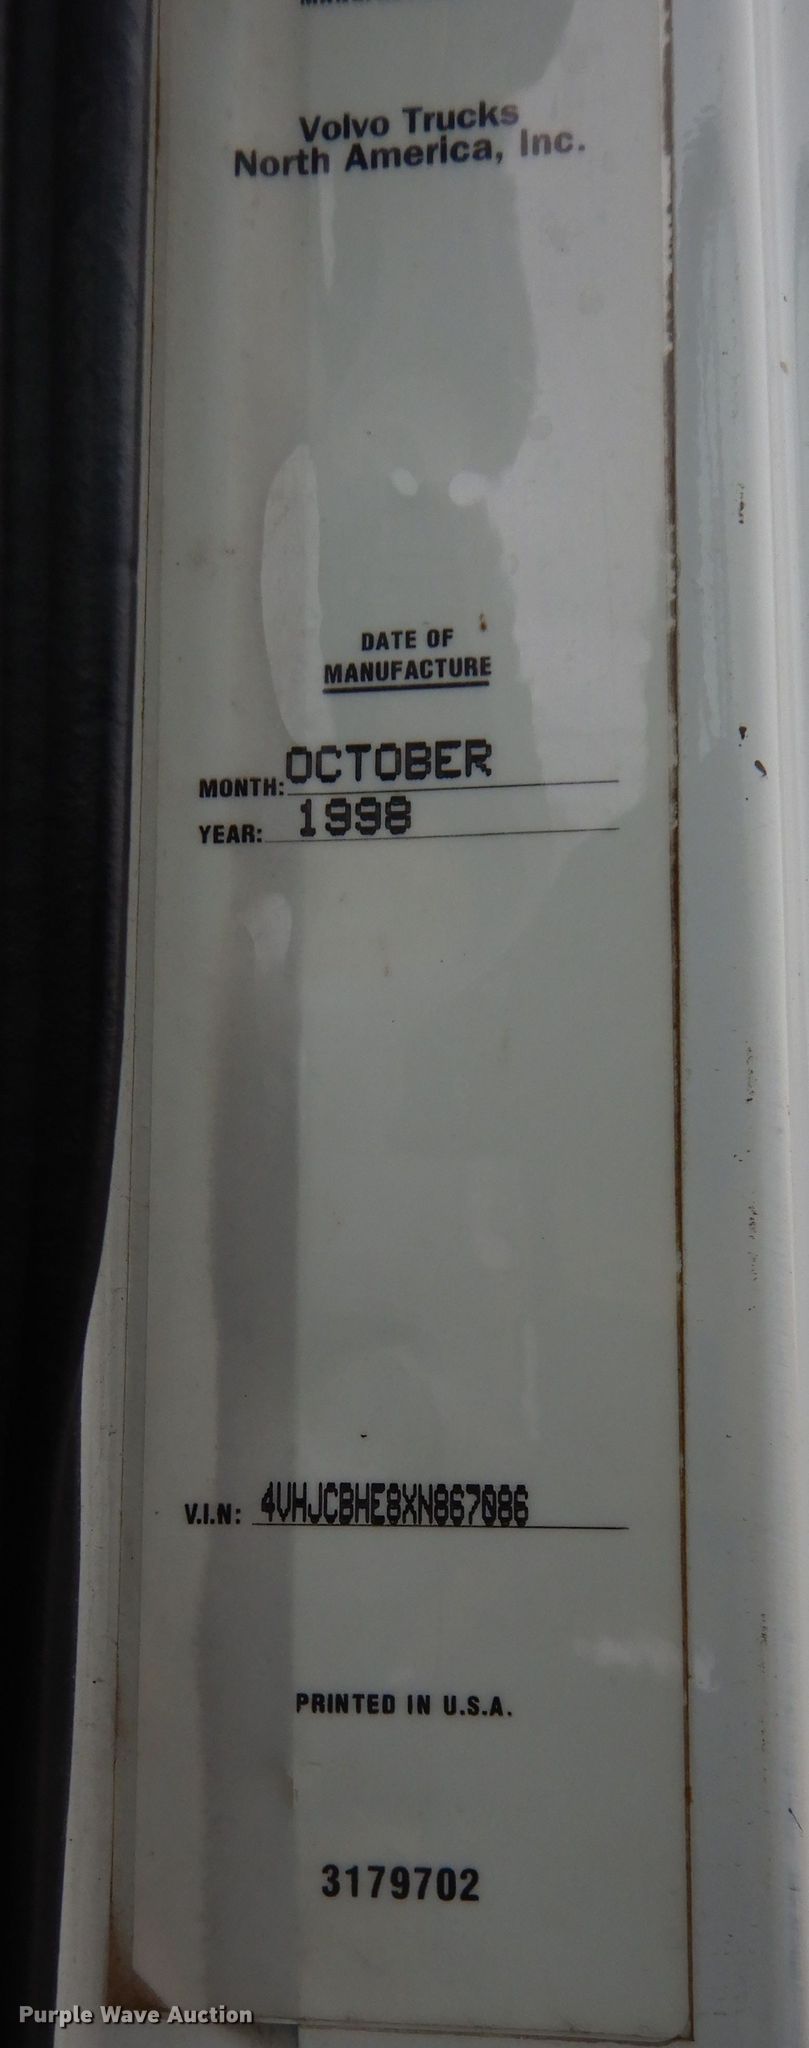 Volvo Trucks
North America, Inc.
DATE OF
MANUFACTURE
MONTH: OCTOBER
YEAR: 1998
V.I.N: 4VHJCBHE8XN867086
PRINTED IN U.S.A.
3179702
Purple Wave Auction